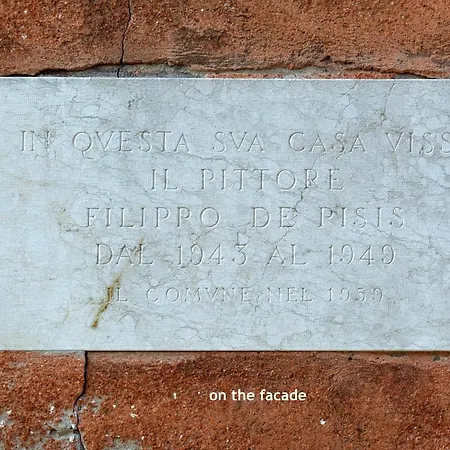 IN QVESTA SVA CASA VISS
IL PITTORE
FILIPPRO DE PISIS
DAL 1943 AL 1949
IL COMVNE NEL 1959
on the facade